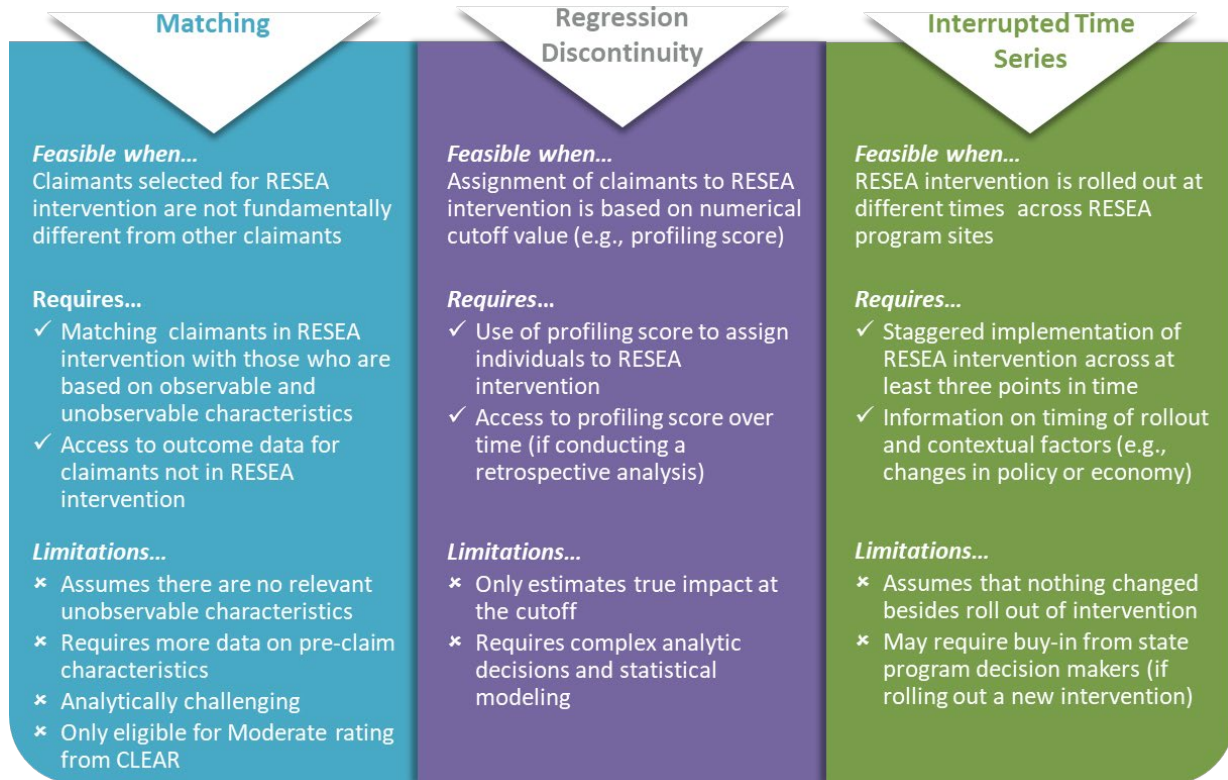 Matching
Feasible when...
Claimants selected for RESEA
intervention are not fundamentally
different from other claimants
Requires...
✓ Matching claimants in RESEA
intervention with those who are
based on observable and
unobservable characteristics
✓ Access to outcome data for
claimants not in RESEA
intervention
Limitations...
× Assumes there are no relevant
unobservable characteristics
× Requires more data on pre-claim
characteristics
× Analytically challenging
× Only eligible for Moderate rating
from CLEAR
Regression
Discontinuity
Feasible when...
Assignment of claimants to RESEA
intervention is based on numerical
cutoff value (e.g., profiling score)
Requires...
✓ Use of profiling score to assign
individuals to RESEA
intervention
✓ Access to profiling score over
time (if conducting a
retrospective analysis)
Limitations...
× Only estimates true impact at
the cutoff
× Requires complex analytic
decisions and statistical
modeling
Interrupted Time
Series
Feasible when...
RESEA intervention is rolled out at
different times across RESEA
program sites
Requires...
✓ Staggered implementation of
RESEA intervention across at
least three points in time
✓ Information on timing of rollout
and contextual factors (e.g.,
changes in policy or economy)
Limitations...
× Assumes that nothing changed
besides roll out of intervention
× May require buy-in from state
program decision makers (if
rolling out a new intervention)